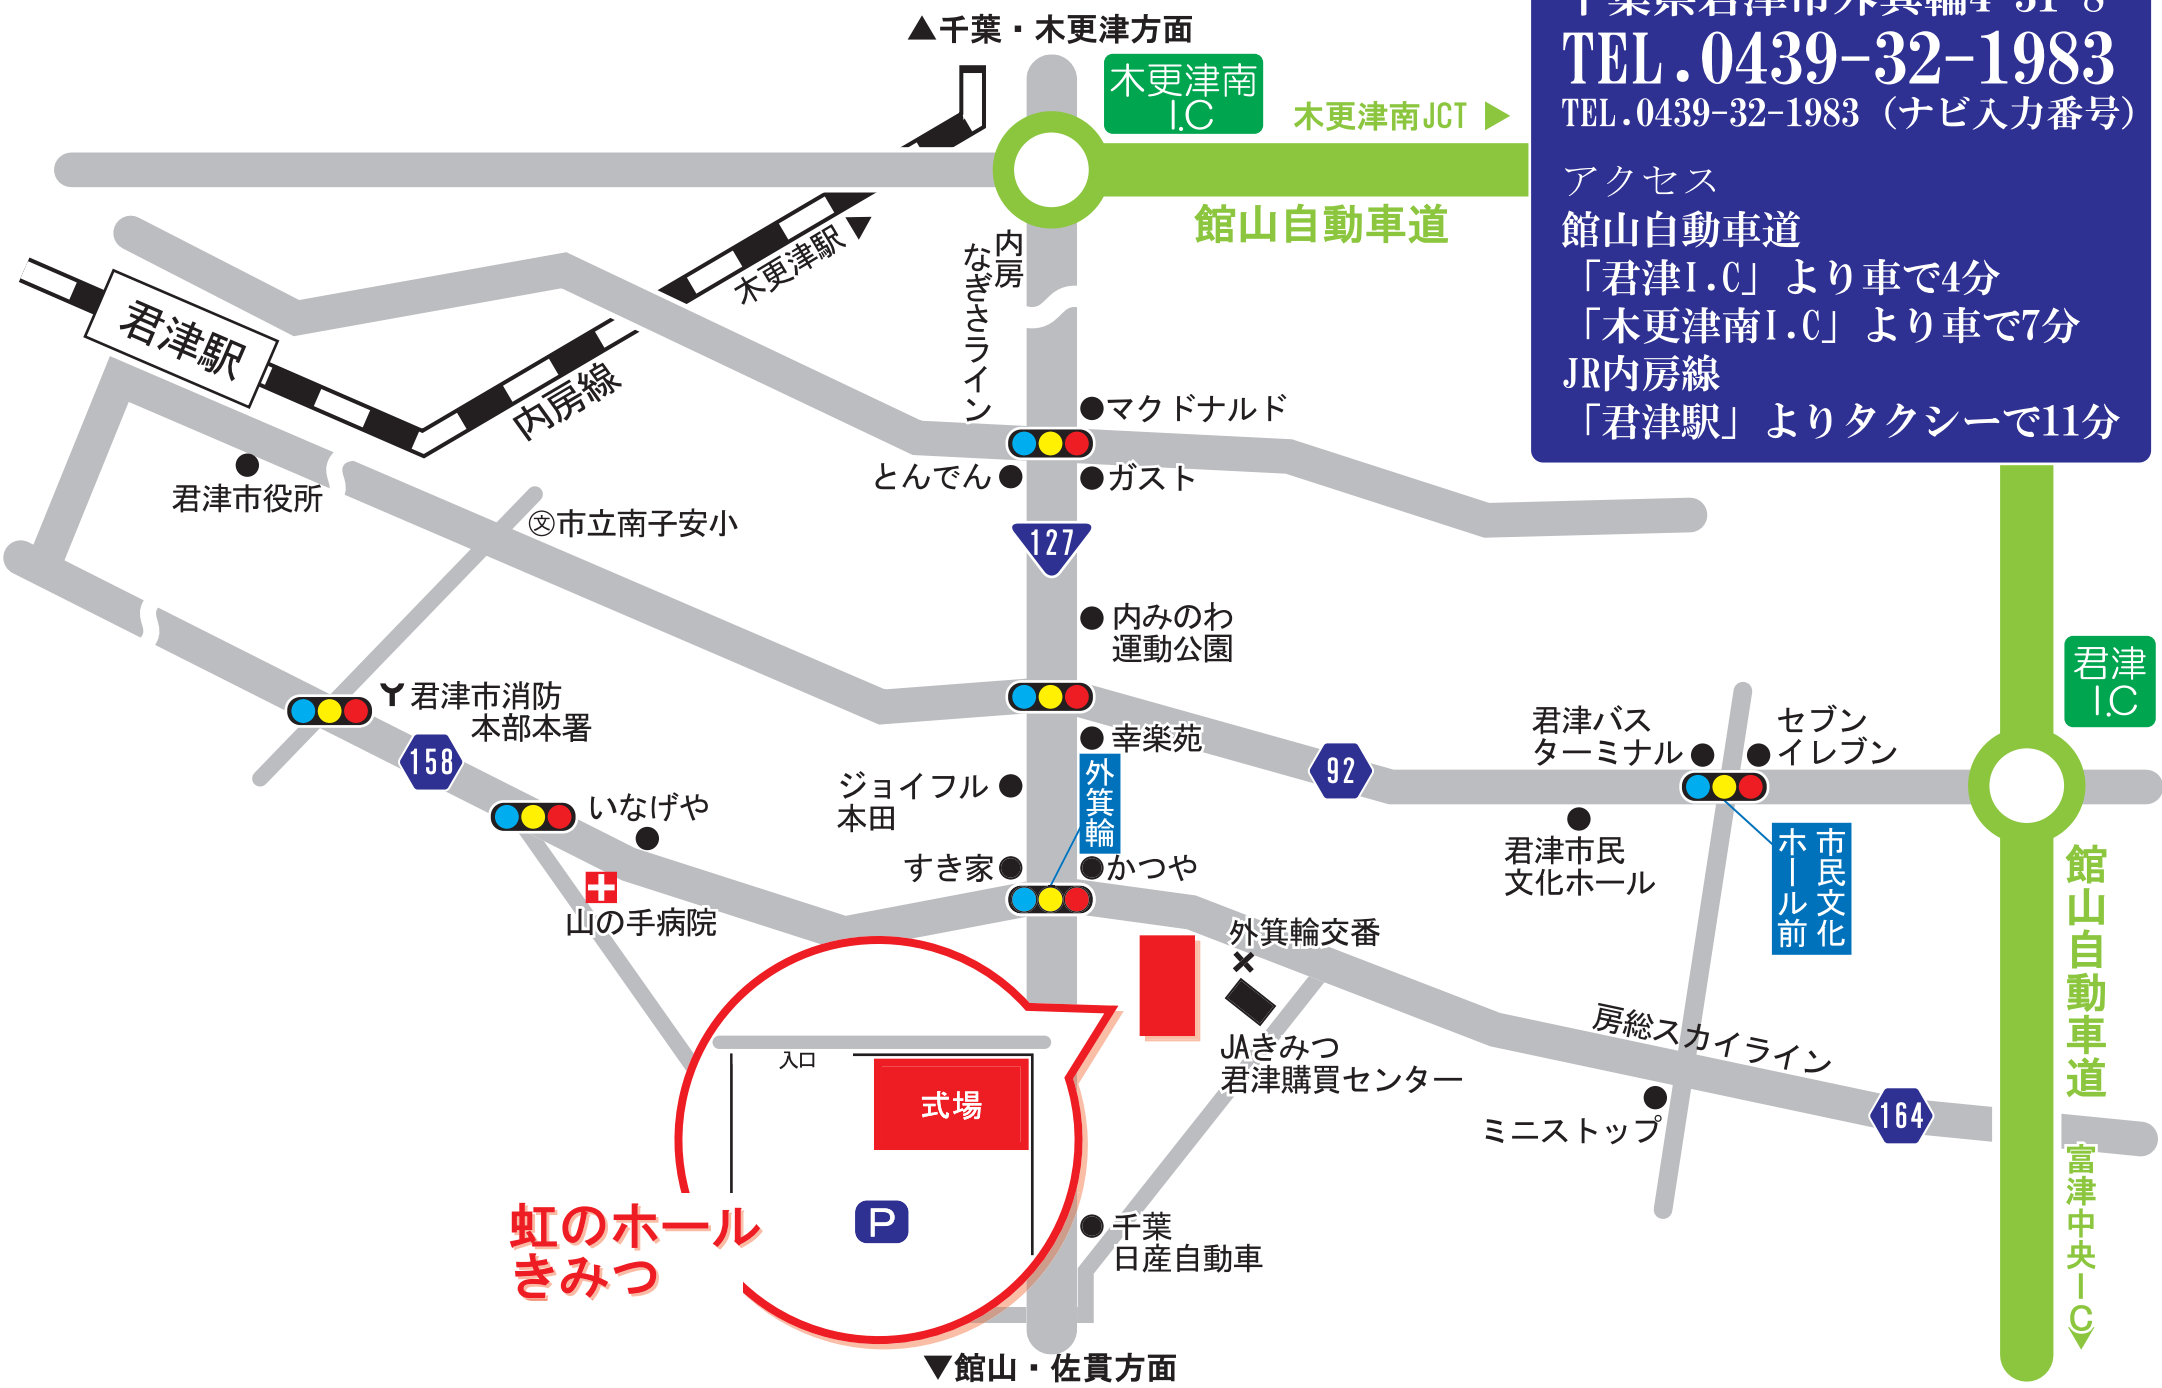 ▲千葉・木更津方面
千葉県君津市外箕輪4-31-8
TEL.0439-32-1983
TEL.0439-32-1983（ナビ入力番号）
アクセス
館山自動車道
「君津I.C」より車で4分
「木更津南I.C」より車で7分
JR内房線
「君津駅」よりタクシーで11分
木更津南
I.C
木更津南JCT ▶
館山自動車道
木更津駅▼
内房
なぎさライン
君津駅
内房線
マクドナルド
とんでん
ガスト
君津市役所
文市立南子安小
127
内みのわ
運動公園
君津市消防
本部本署
158
幸楽苑
外箕輪
92
君津バス
ターミナル
セブン
イレブン
君津
I.C
ジョイフル
本田
いなげや
すき家
かつや
君津市民
文化ホール
市民文化
ホール前
館山自動車道
山の手病院
外箕輪交番
房総スカイライン
JAきみつ
君津購買センター
入口
式場
ミニストップ
164
富津中央IC▼
虹のホール
きみつ
P
千葉
日産自動車
▼館山・佐貫方面